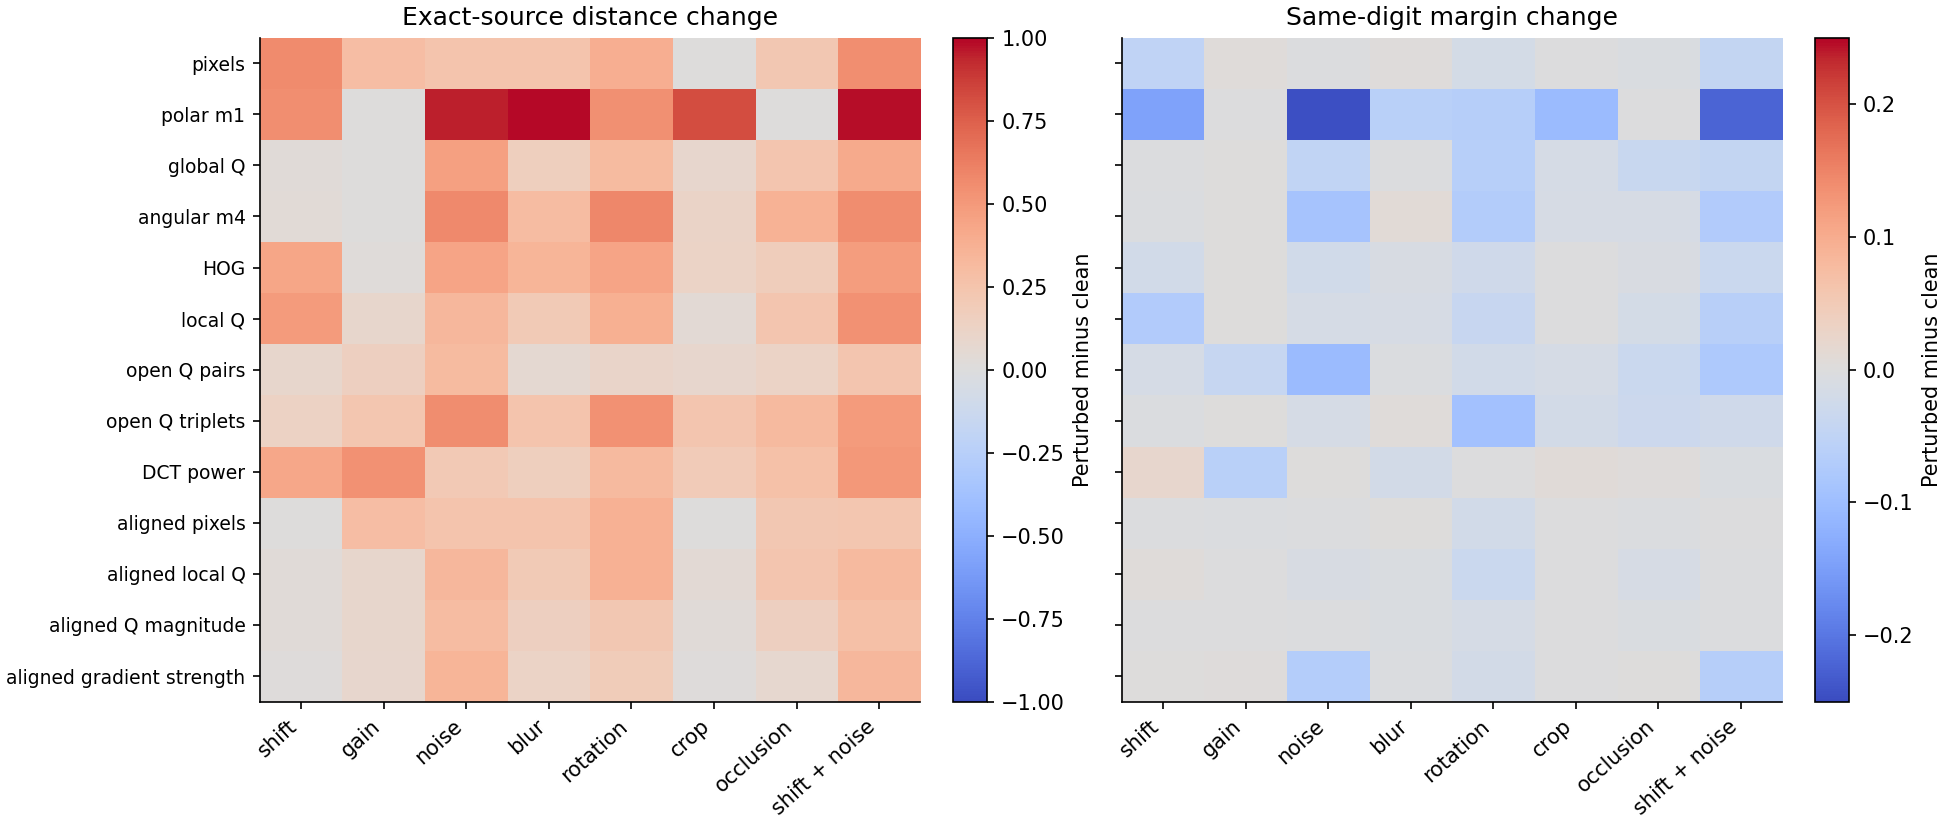 Exact-source distance change
Same-digit margin change
pixels
polar m1
global Q
angular m4
HOG
local Q
open Q pairs
open Q triplets
DCT power
aligned pixels
aligned local Q
aligned Q magnitude
aligned gradient strength
shift
gain
noise
blur
rotation
crop
occlusion
shift + noise
1.00
0.75
0.50
0.25
0.00
−0.25
−0.50
−0.75
−1.00
Perturbed minus clean
shift
gain
noise
blur
rotation
crop
occlusion
shift + noise
0.2
0.1
0.0
−0.1
−0.2
Perturbed minus clean